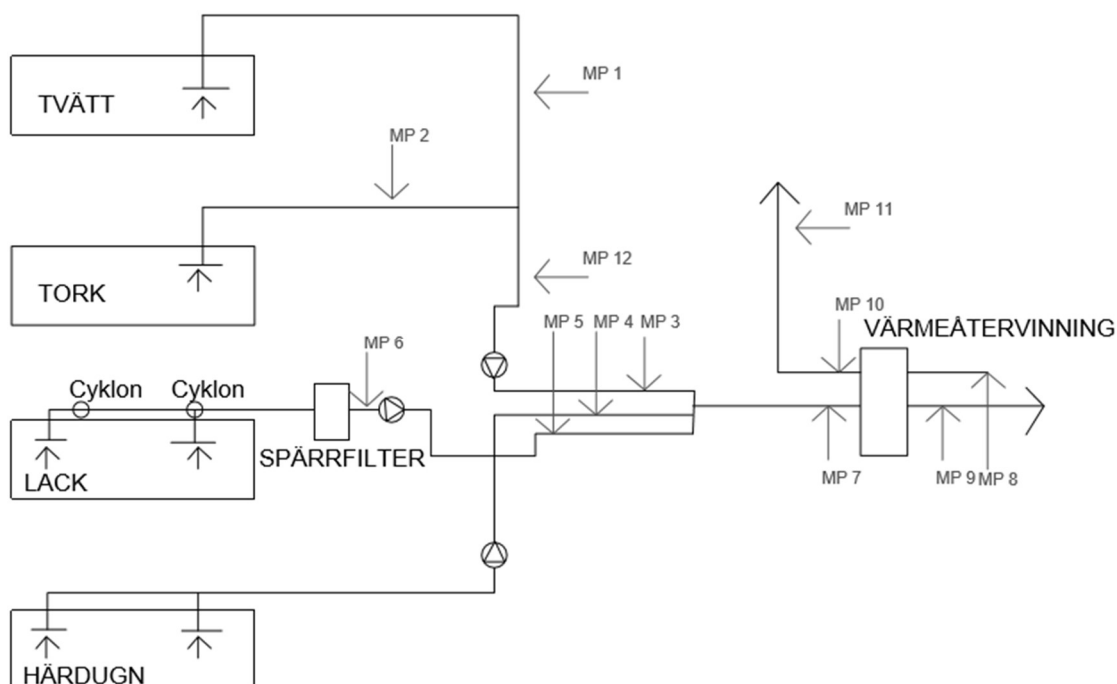 MP 1
TVÄTT
MP 2
MP 11
TORK
MP 12
MP 5
MP 4
MP 3
MP 10
VÄRMEÅTERVINNING
MP 6
Cyklon
Cyklon
SPÄRRFILTER
LACK
MP 7
MP 9
MP 8
HÄRDUGN